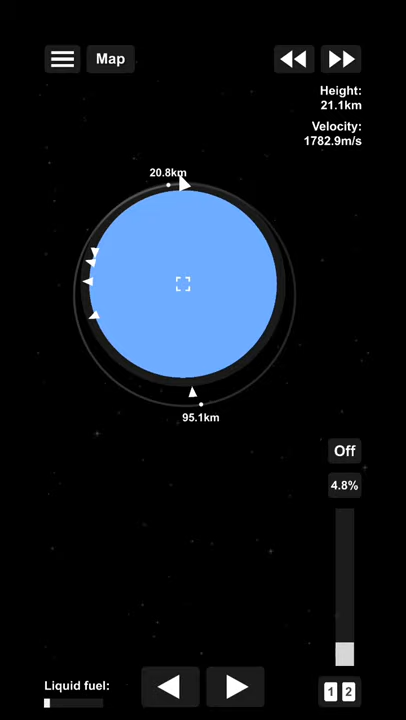 Map
Height:
21.1km
Velocity:
1782.9m/s
20.8km
95.1km
Off
4.8%
Liquid fuel:
1 2